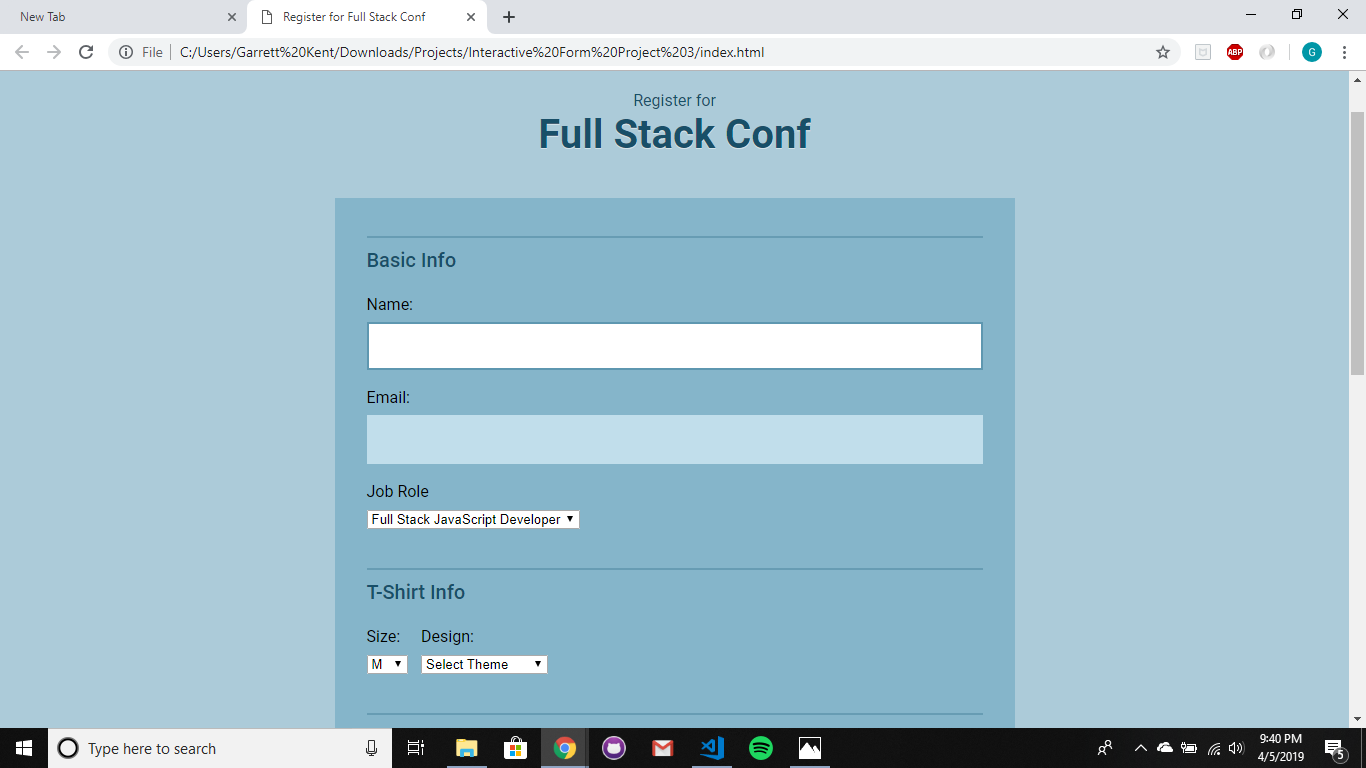 New Tab
Register for Full Stack Conf
File
C:/Users/Garrett%20Kent/Downloads/Projects/Interactive%20Form%20Project%203/index.html
ABP
G
Register for
Full Stack Conf
Basic Info
Name:
Email:
Job Role
Full Stack JavaScript Developer
T-Shirt Info
Size: Design:
M Select Theme
Type here to search
9:40 PM
4/5/2019
5